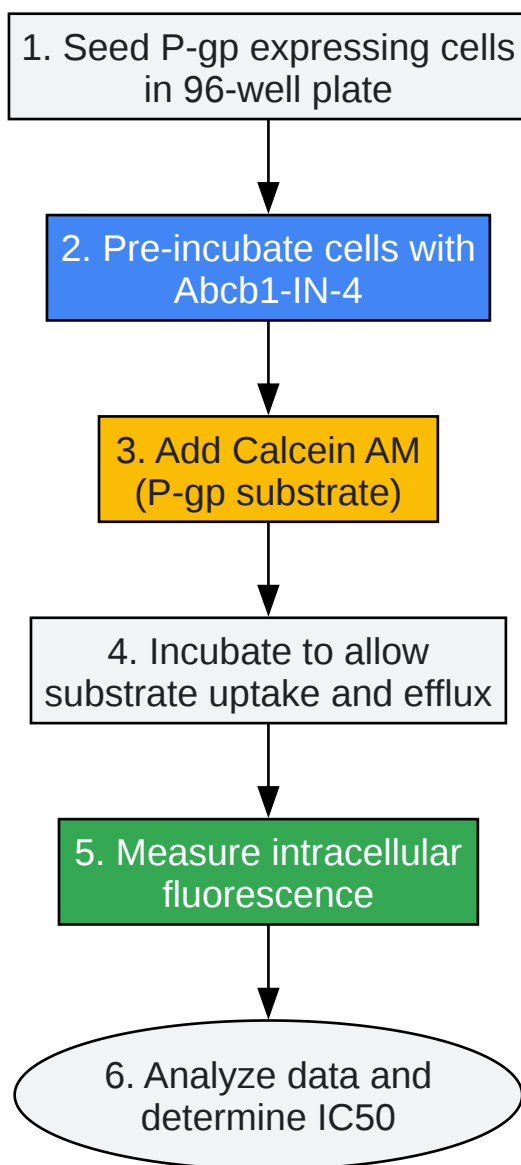 1. Seed P-gp expressing cells
in 96-well plate
2. Pre-incubate cells with
Abcb1-IN-4
3. Add Calcein AM
(P-gp substrate)
4. Incubate to allow
substrate uptake and efflux
5. Measure intracellular
fluorescence
6. Analyze data and
determine IC50